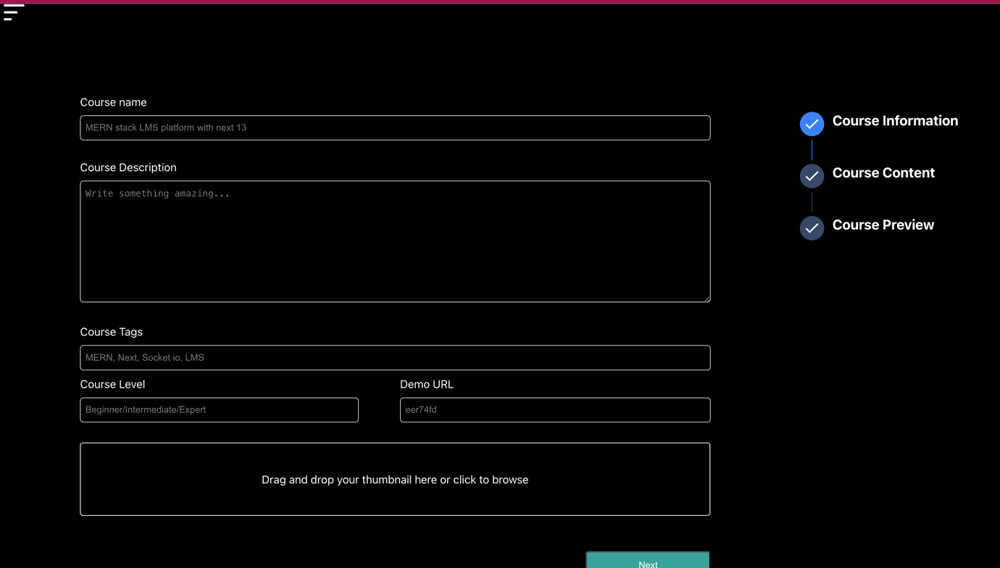 Course name
MERN stack LMS platform with next 13
Course Description
Write something amazing...
Course Tags
MERN, Next, Socket io, LMS
Course Level
Beginner/Intermediate/Expert
Demo URL
eer74fd
Drag and drop your thumbnail here or click to browse
Next
Course Information
Course Content
Course Preview